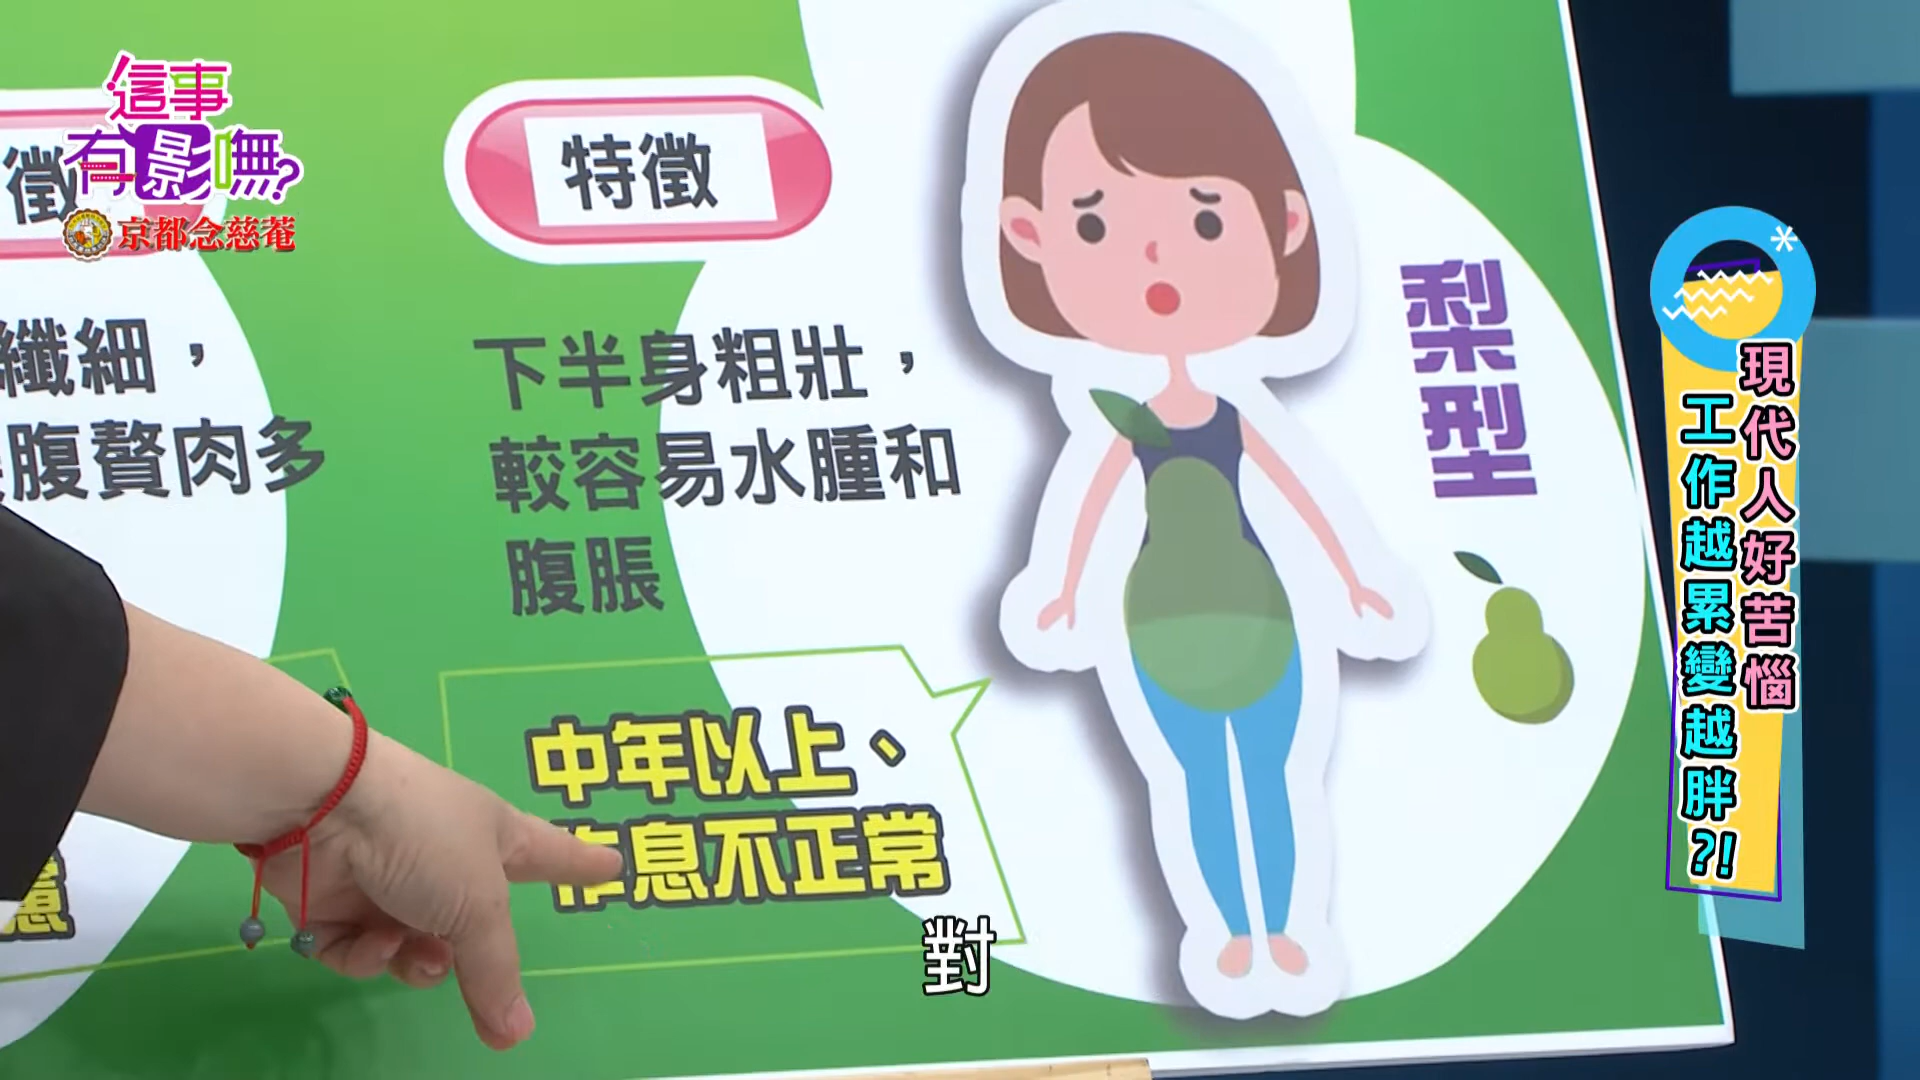 這事
有影嘸?
京都念慈菴
徵
纖細，
腹贅肉多
特徵
下半身粗壯，
較容易水腫和
腹脹
中年以上、
作息不正常
梨型
現代人好苦惱
工作越累變越胖?!
對